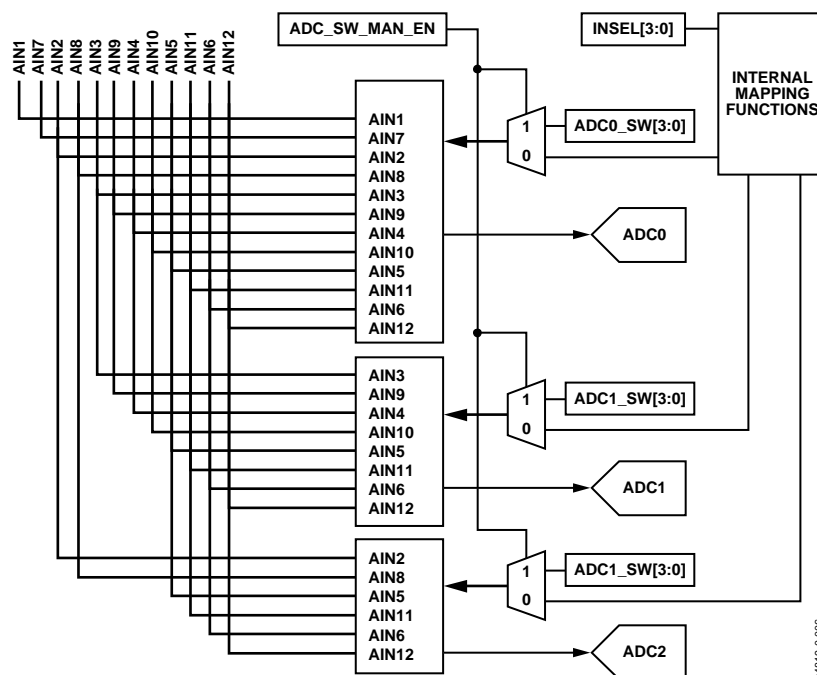 ADC_SW_MAN_EN
INSEL[3:0]
AIN1
AIN7
AIN2
AIN8
AIN3
AIN9
AIN4
AIN10
AIN5
AIN11
AIN6
AIN12
INTERNAL
MAPPING
FUNCTIONS
AIN1
AIN7
AIN2
AIN8
AIN3
AIN9
AIN4
AIN10
AIN5
AIN11
AIN6
AIN12
1
0
ADC0_SW[3:0]
ADC0
AIN3
AIN9
AIN4
AIN10
AIN5
AIN11
AIN6
AIN12
1
0
ADC1_SW[3:0]
ADC1
AIN2
AIN8
AIN5
AIN11
AIN6
AIN12
1
0
ADC1_SW[3:0]
ADC2